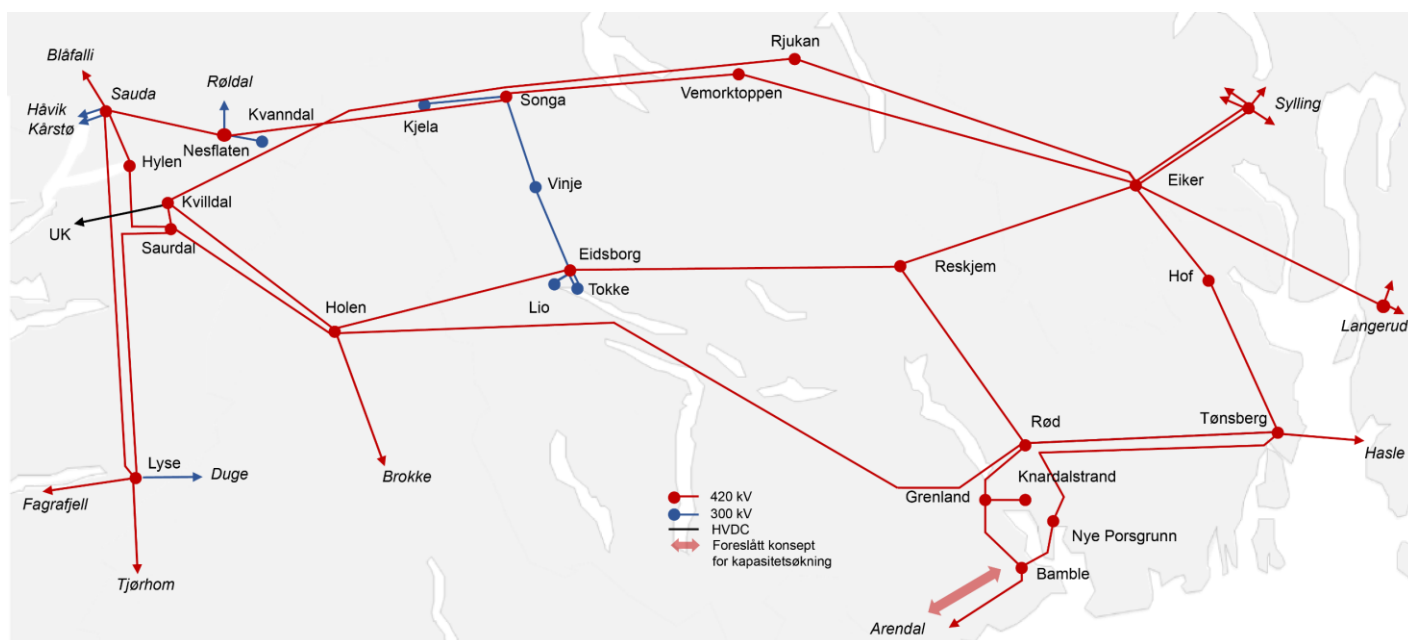 Rjukan
Blåfalli
Røldal
Sauda
Vemorktoppen
Songa
Sylling
Håvik
Kvanndal
Kårstø
Kjela
Nesflaten
Hylen
Eiker
Vinje
Kvilldal
UK
Saurdal
Eidsborg
Reskjem
Hof
Tokke
Lio
Holen
Langerud
Rød
Tønsberg
Hasle
Lyse
Duge
Brokke
Knardalstrand
Fagrafjell
Grenland
420 kV
300 kV
HVDC
Foreslått konsept
for kapasitetsøkning
Nye Porsgrunn
Bamble
Tjørhom
Arendal